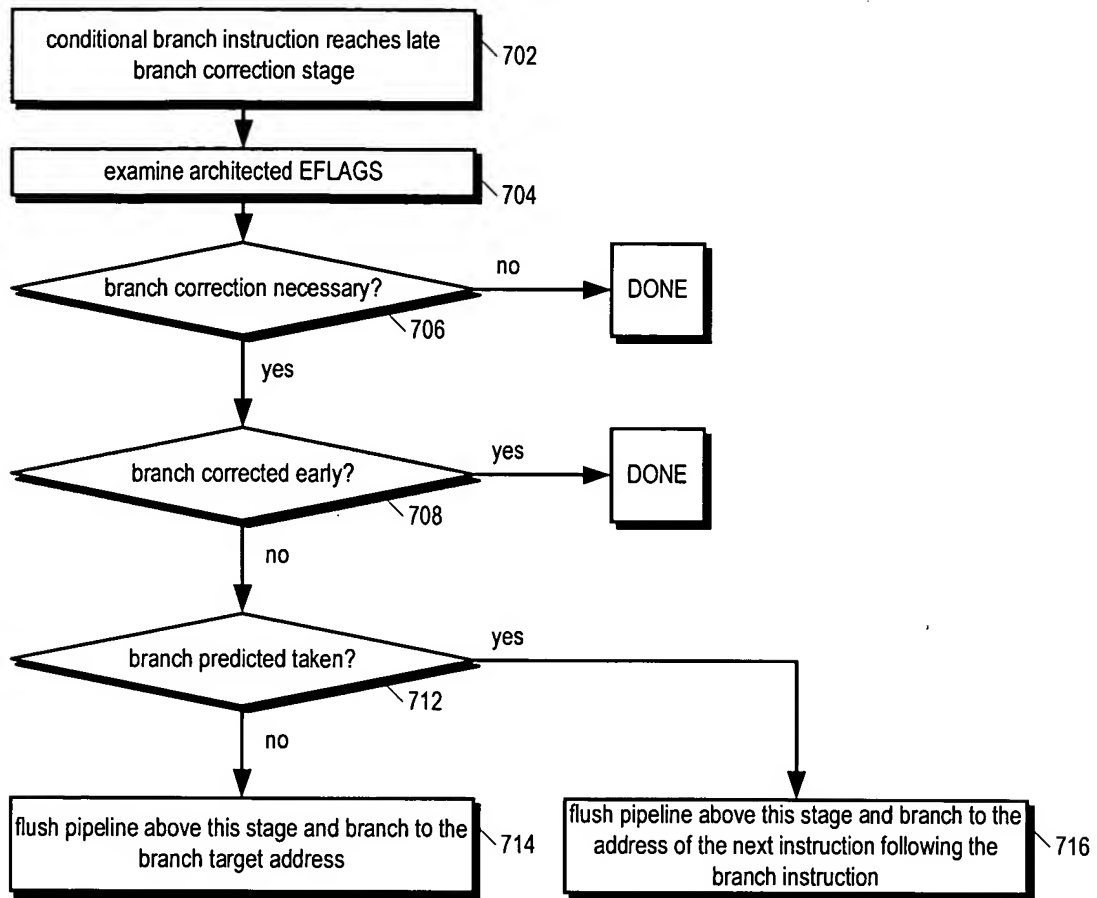 conditional branch instruction reaches late
branch correction stage
702
examine architected EFLAGS
704
branch correction necessary?
no
DONE
706
yes
branch corrected early?
yes
DONE
708
no
branch predicted taken?
yes
712
no
flush pipeline above this stage and branch to the
branch target address
714
flush pipeline above this stage and branch to the
address of the next instruction following the
branch instruction
716